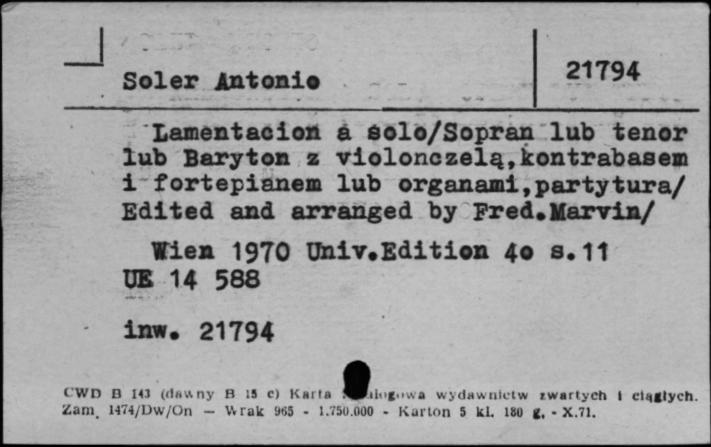 Soler Antonio 21794
Lamentacion á solo/Sopran lub tenor
lub Baryton z violonczelą,kontrabasem
i fortepianem lub organami,partytura/
Edited and arranged by Fred.Marvin/
Wien 1970 Univ.Edition 4o s.11
UE 14 588
inw. 21794
CWD B 143 (dawny B 15 c) Karta wydawnictw zwartych i ciągłych.
Zam. 1474/Dw/On — Wrak 965 - 1.750.000 - Karton 5 kl. 180 g. - X.71.